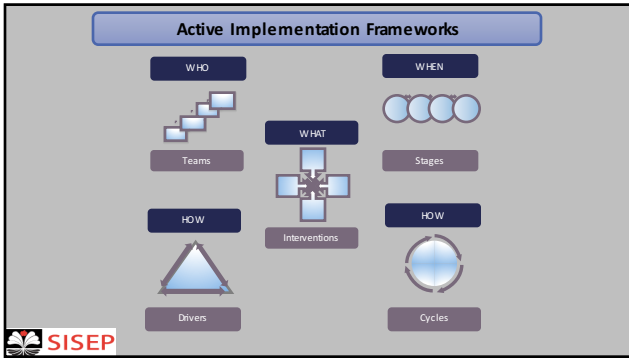 Active Implementation Frameworks
WHO
Teams
WHEN
Stages
WHAT
Interventions
HOW
Drivers
HOW
Cycles
SISEP